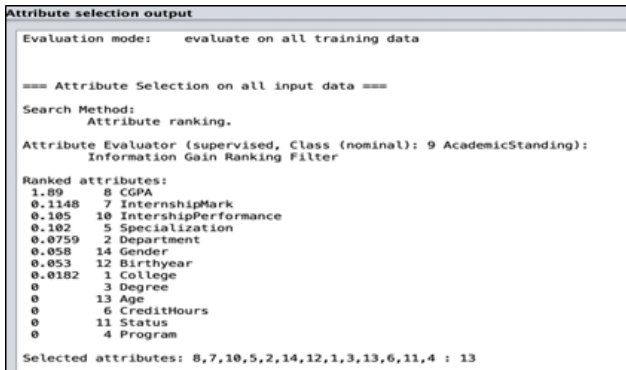 Attribute selection output
Evaluation mode:    evaluate on all training data
=== Attribute Selection on all input data ===
Search Method:
Attribute ranking.
Attribute Evaluator (supervised, Class (nominal): 9 AcademicStanding):
Information Gain Ranking Filter
Ranked attributes:
1.89     8 CGPA
0.1148   7 InternshipMark
0.105   10 IntershipPerformance
0.102    5 Specialization
0.0759   2 Department
0.058   14 Gender
0.053   12 Birthyear
0.0182   1 College
0        3 Degree
0       13 Age
0        6 CreditHours
0       11 Status
0        4 Program
Selected attributes: 8,7,10,5,2,14,12,1,3,13,6,11,4 : 13